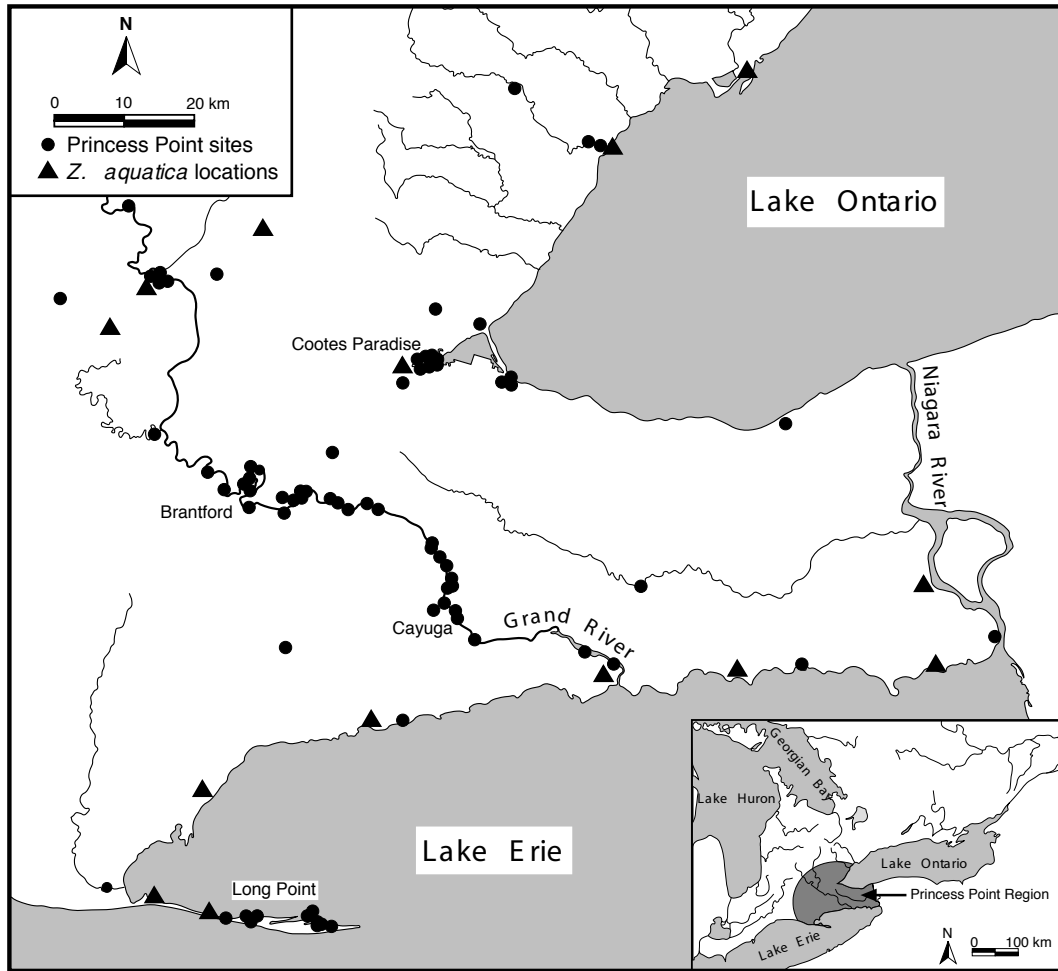 N
0 10 20 km
Princess Point sites
Z. aquatica locations
Lake Ontario
Cootes Paradise
Niagara River
Brantford
Grand River
Cayuga
Lake Erie
Long Point
Georgian Bay
Lake Huron
Lake Ontario
Princess Point Region
Lake Erie
N
0 100 km